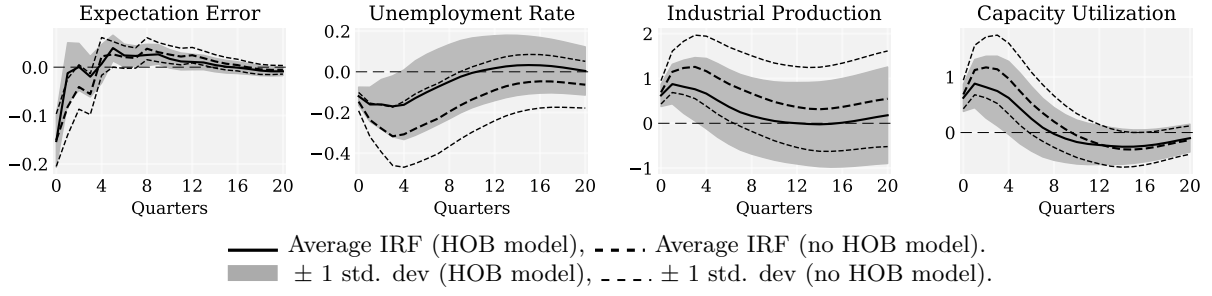 Expectation Error
Unemployment Rate
Industrial Production
Capacity Utilization
0.0
−0.1
−0.2
0 4 8 12 16 20
Quarters
0.2
0.0
−0.2
−0.4
0 4 8 12 16 20
Quarters
2
1
0
−1
0 4 8 12 16 20
Quarters
1
0
0 4 8 12 16 20
Quarters
Average IRF (HOB model), Average IRF (no HOB model).
± 1 std. dev (HOB model), ± 1 std. dev (no HOB model).